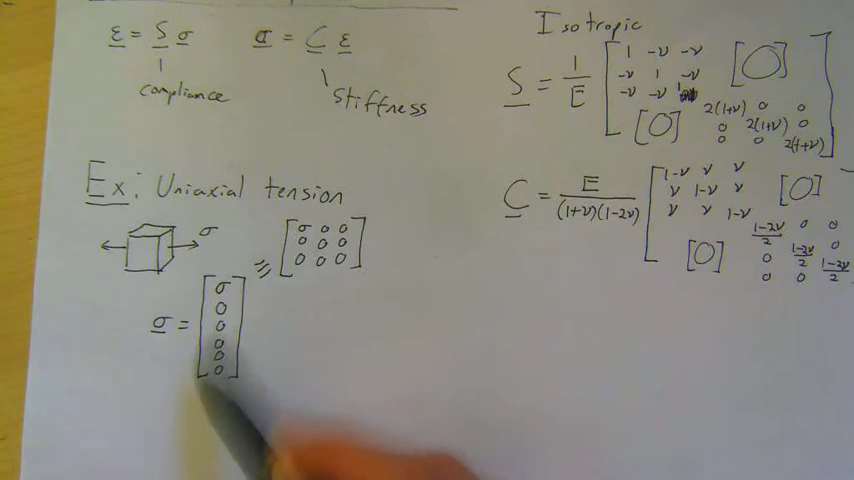 ε = S σ    σ = C ε
compliance
stiffness
Isotropic
S = 1/E [ 1 -ν -ν [0]
-ν 1 -ν
-ν -ν 1
[0] 2(1+ν) 0 0
0 2(1+ν) 0
0 0 2(1+ν) ]
C = E/((1+ν)(1-2ν)) [ 1-ν ν ν [0]
ν 1-ν ν
ν ν 1-ν
[0] (1-2ν)/2 0 0
0 (1-2ν)/2 0
0 0 (1-2ν)/2
Ex: Uniaxial tension
σ
[ σ 0 0
0 0 0
0 0 0 ]
σ = [ σ
0
0
0
0
0 ]